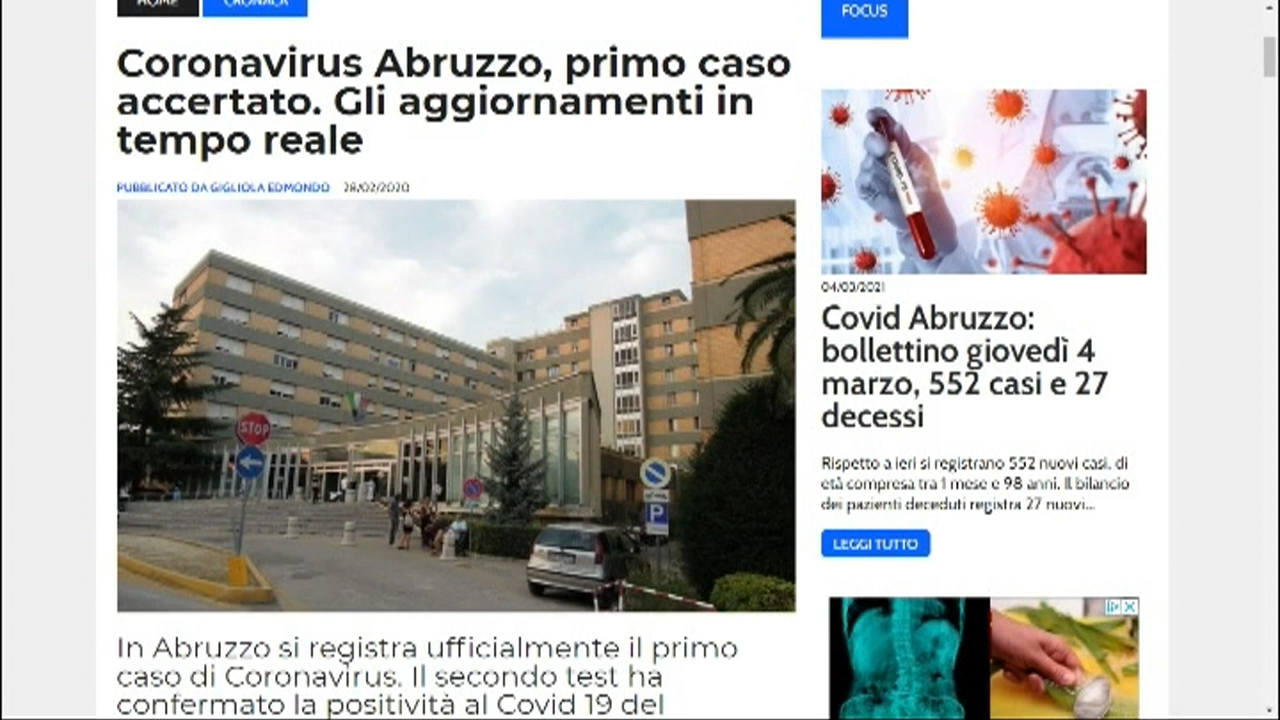 HOME
CRONACA
Coronavirus Abruzzo, primo caso
accertato. Gli aggiornamenti in
tempo reale
PUBBLICATO DA GIGLIOLA EDMONDO 28/02/2020
STOP
P
In Abruzzo si registra ufficialmente il primo
caso di Coronavirus. Il secondo test ha
confermato la positività al Covid 19 del
FOCUS
04/03/2021
Covid Abruzzo:
bollettino giovedì 4
marzo, 552 casi e 27
decessi
Rispetto a ieri si registrano 552 nuovi casi, di
età compresa tra 1 mese e 98 anni. Il bilancio
dei pazienti deceduti registra 27 nuovi...
LEGGI TUTTO